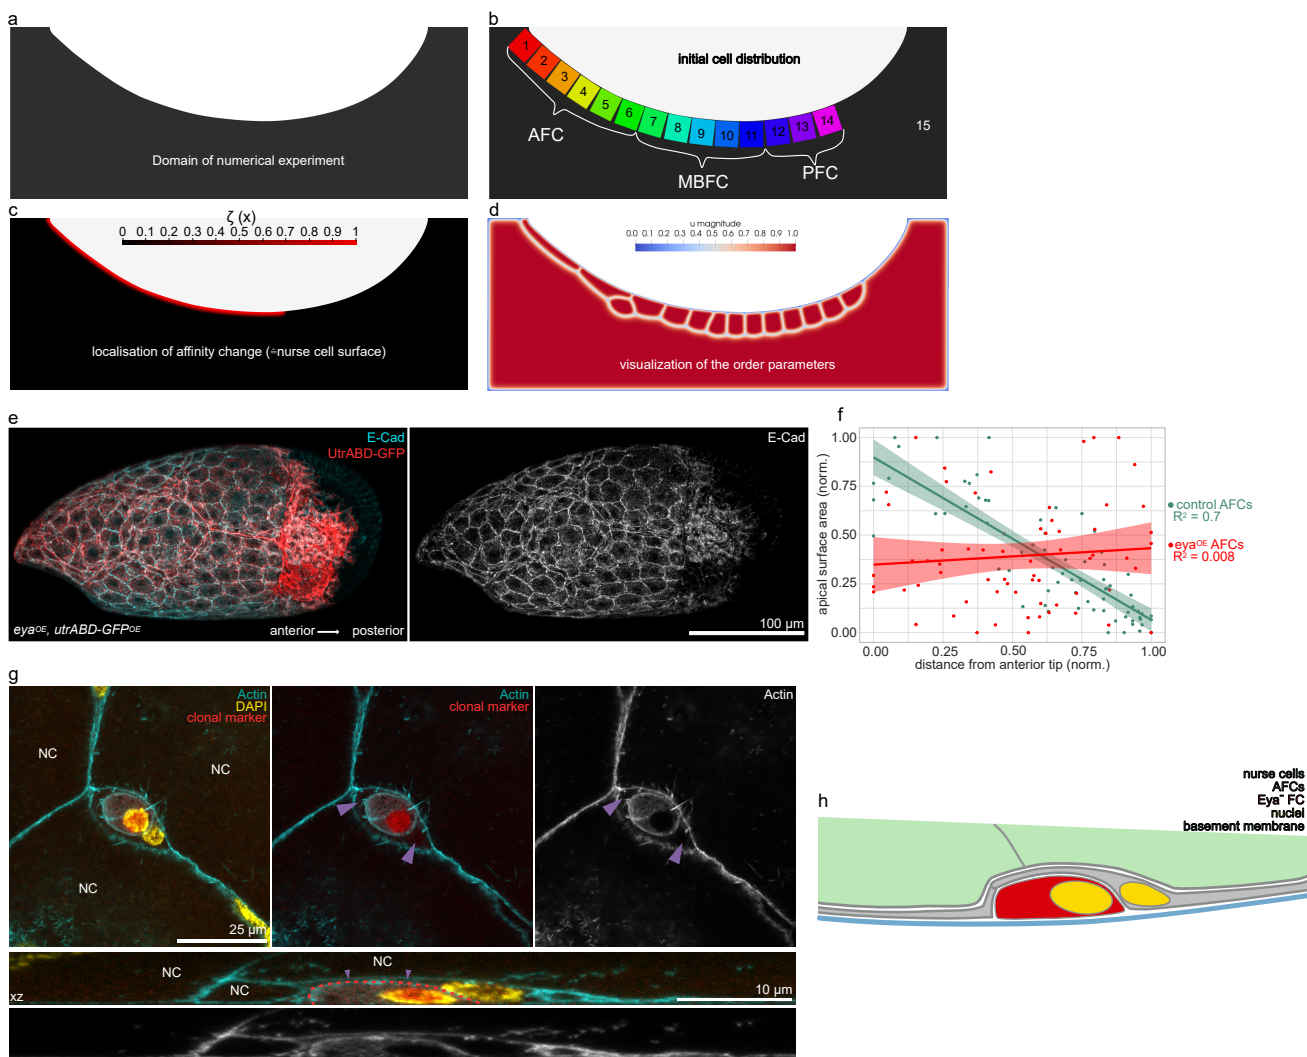 a
Domain of numerical experiment
b
initial cell distribution
1
2
3
4
5
6
7
8
9
10
11
12
13
14
15
AFC
MBFC
PFC
c
ζ (x)
0 0.1 0.2 0.3 0.4 0.5 0.6 0.7 0.8 0.9 1
localisation of affinity change (≙nurse cell surface)
d
u magnitude
0.0 0.1 0.2 0.3 0.4 0.5 0.6 0.7 0.8 0.9 1.0
visualization of the order parameters
e
E-Cad
UtrABD-GFP
eyaᴼᴱ, utrABD-GFPᴼᴱ
anterior → posterior
E-Cad
100 µm
f
apical surface area (norm.)
1.00
0.75
0.50
0.25
0.00
0.00 0.25 0.50 0.75 1.00
distance from anterior tip (norm.)
control AFCs
R² = 0.7
eyaᴼᴱ AFCs
R² = 0.008
g
Actin
DAPI
clonal marker
NC
NC
NC
25 µm
Actin
clonal marker
Actin
NC
NC
NC
xz
10 µm
h
nurse cells
AFCs
Eya⁻ FC
nuclei
basement membrane